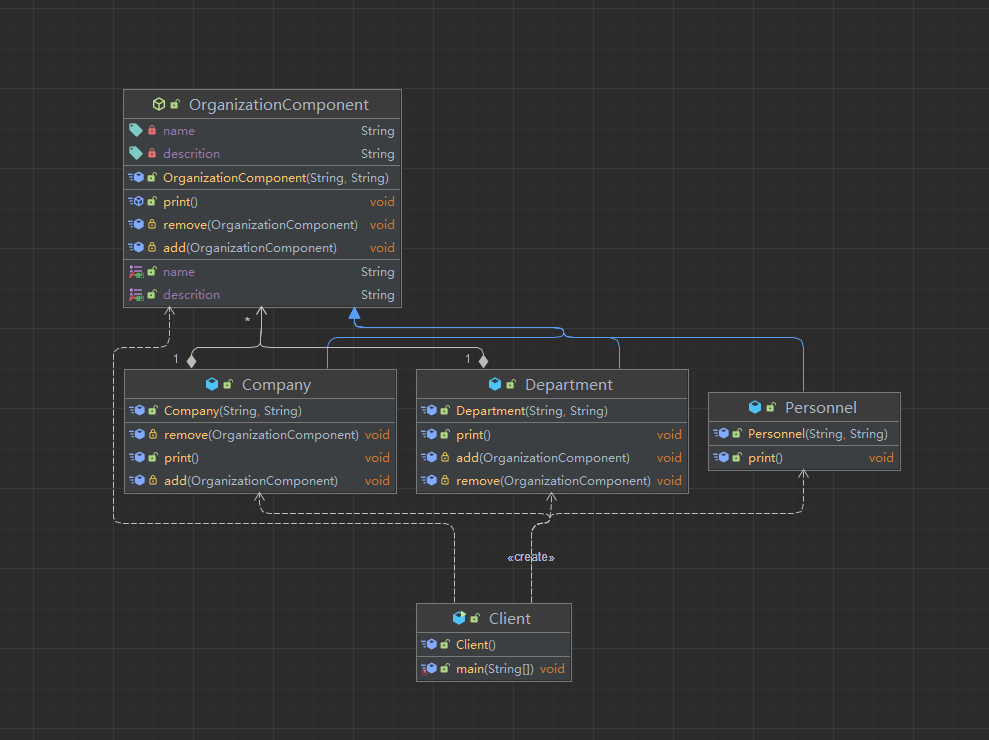 OrganizationComponent
name String
descrition String
OrganizationComponent(String, String)
print() void
remove(OrganizationComponent) void
add(OrganizationComponent) void
name String
descrition String
*
1
1
Company
Company(String, String)
remove(OrganizationComponent) void
print() void
add(OrganizationComponent) void
Department
Department(String, String)
print() void
add(OrganizationComponent) void
remove(OrganizationComponent) void
Personnel
Personnel(String, String)
print() void
«create»
Client
Client()
main(String[]) void